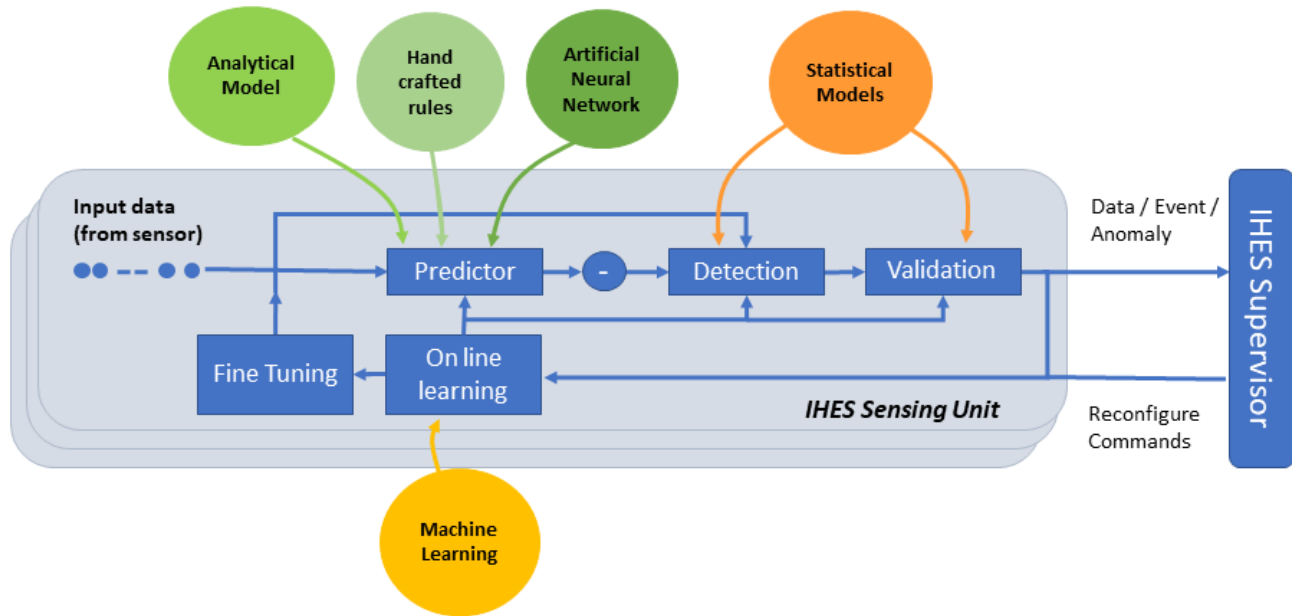 Analytical
Model
Hand
crafted
rules
Artificial
Neural
Network
Statistical
Models
Input data
(from sensor)
Predictor
-
Detection
Validation
Data / Event /
Anomaly
IHES Supervisor
Fine Tuning
On line
learning
IHES Sensing Unit
Reconfigure
Commands
Machine
Learning